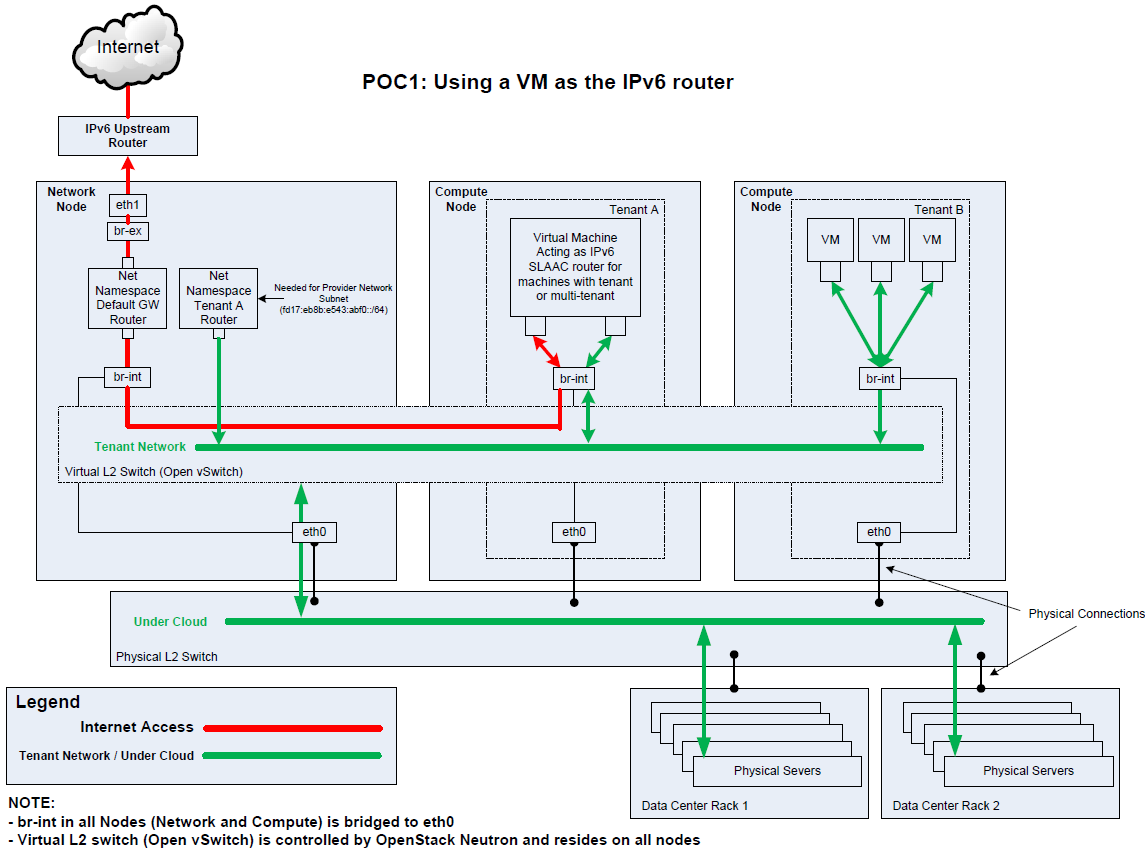 Internet
POC1: Using a VM as the IPv6 router
IPv6 Upstream
Router
Network
Node
eth1
br-ex
Net
Namespace
Default GW
Router
Net
Namespace
Tenant A
Router
Needed for Provider Network
Subnet
(fd17:eb8b:e543:abf0::/64)
br-int
Compute
Node
Tenant A
Virtual Machine
Acting as IPv6
SLAAC router for
machines with tenant
or multi-tenant
br-int
Compute
Node
Tenant B
VM
VM
VM
br-int
Tenant Network
Virtual L2 Switch (Open vSwitch)
eth0
eth0
eth0
Under Cloud
Physical L2 Switch
Physical Connections
Legend
Internet Access
Tenant Network / Under Cloud
Physical Severs
Data Center Rack 1
Physical Servers
Data Center Rack 2
NOTE:
- br-int in all Nodes (Network and Compute) is bridged to eth0
- Virtual L2 switch (Open vSwitch) is controlled by OpenStack Neutron and resides on all nodes